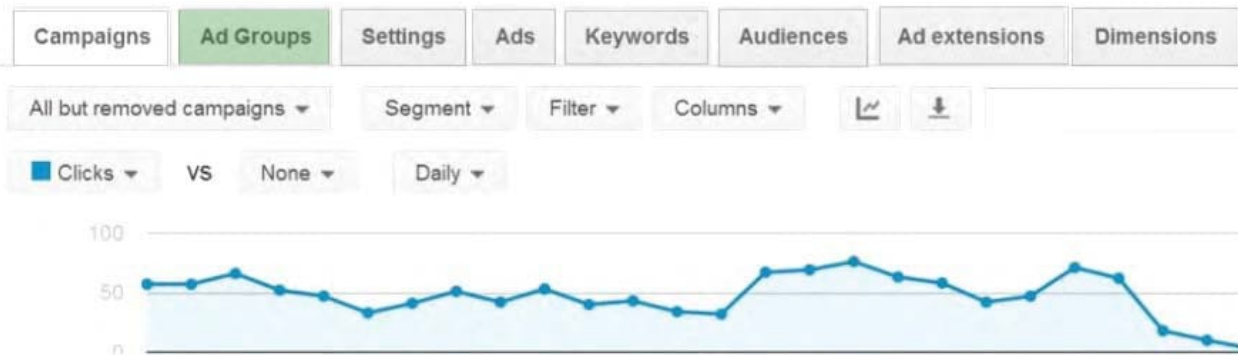 Campaigns Ad Groups Settings Ads Keywords Audiences Ad extensions Dimensions
All but removed campaigns Segment Filter Columns
Clicks VS None Daily
100
50
0